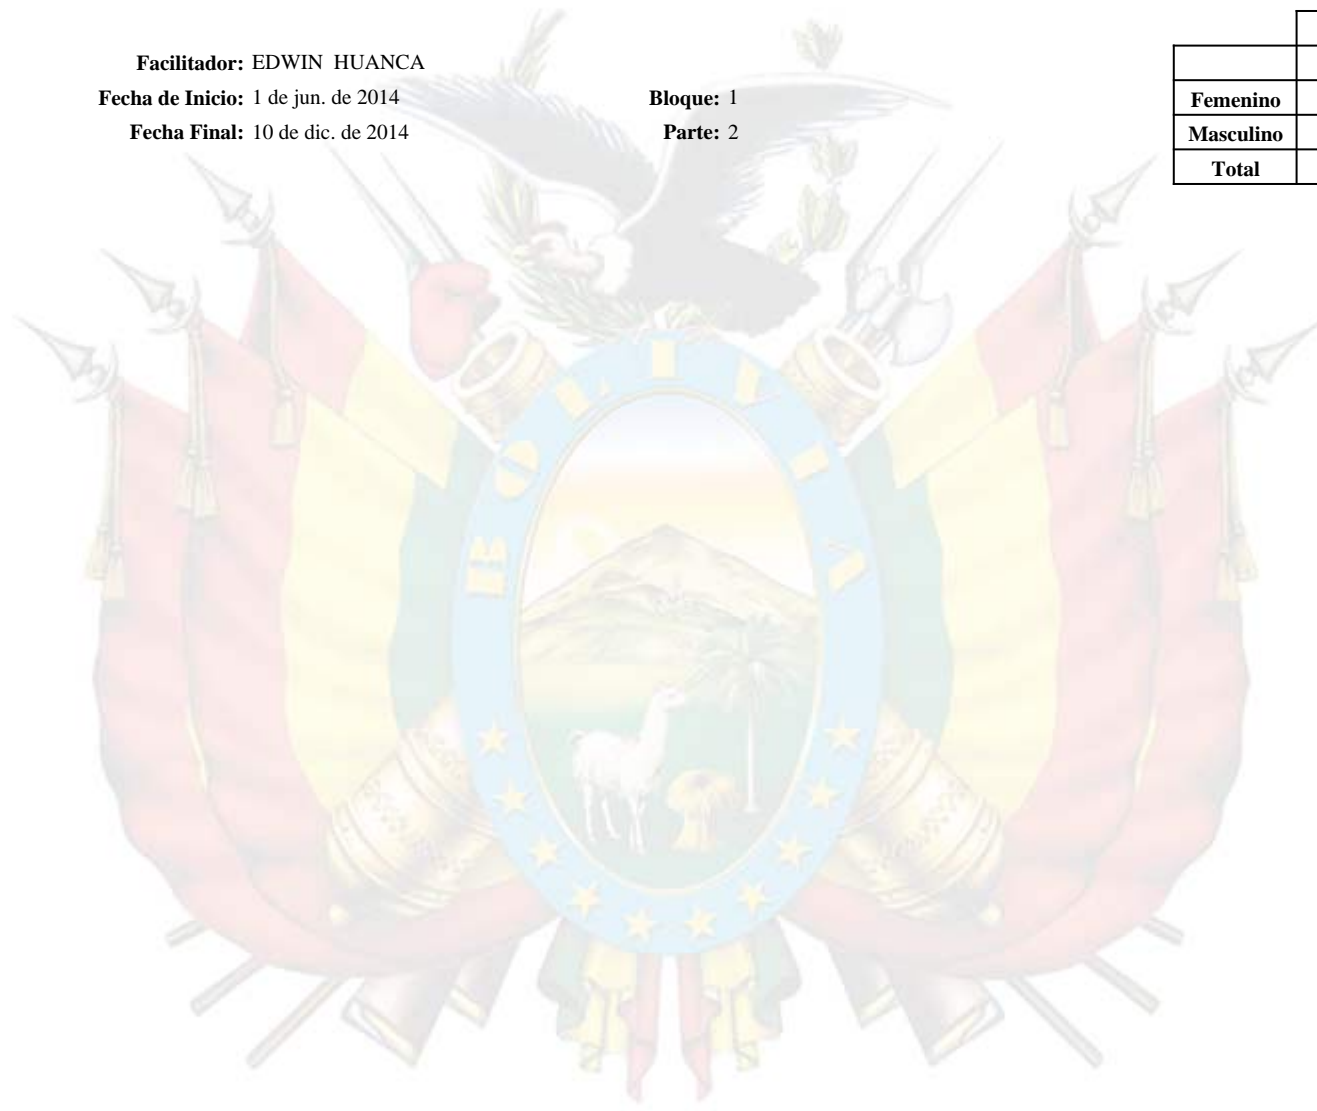 Facilitador: EDWIN HUANCA
Fecha de Inicio: 1 de jun. de 2014 Bloque: 1
Fecha Final: 10 de dic. de 2014 Parte: 2
Femenino
Masculino
Total
BOLIVIA